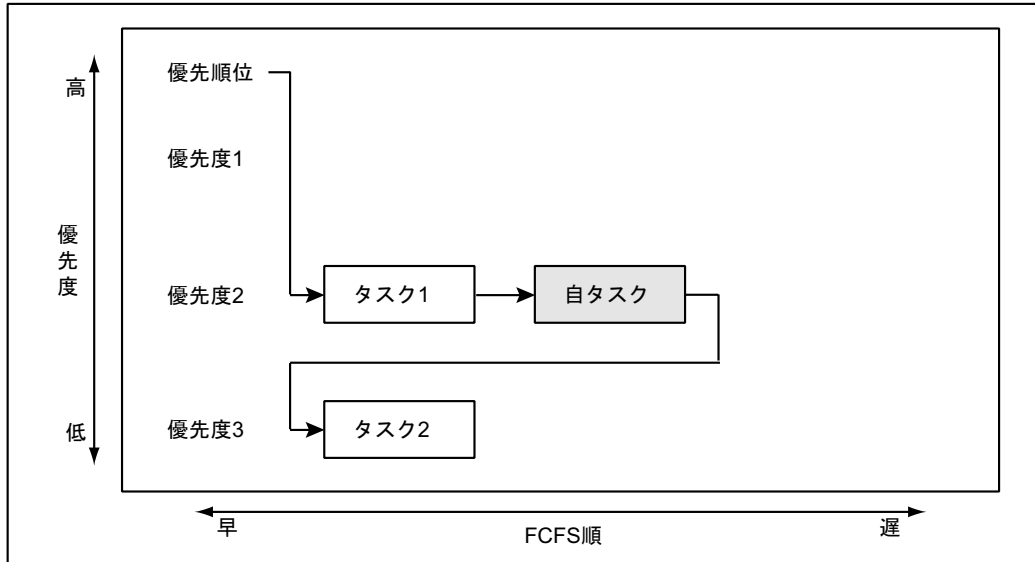 高
優先度
低
優先順位
優先度1
優先度2
タスク1
自タスク
優先度3
タスク2
早
FCFS順
遅